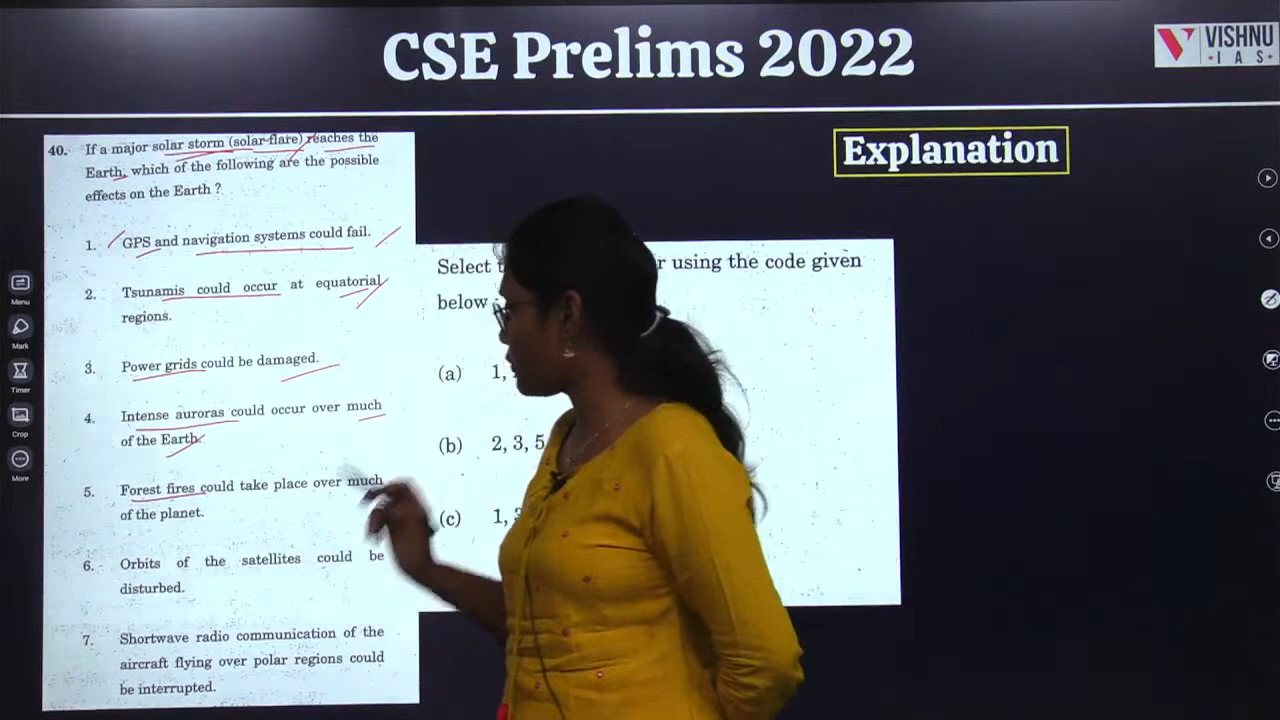 CSE Prelims 2022
VISHNU
IAS
Explanation
40. If a major solar storm (solar flare) reaches the
Earth, which of the following are the possible
effects on the Earth ?
1. GPS and navigation systems could fail.
2. Tsunamis could occur at equatorial
regions.
3. Power grids could be damaged.
4. Intense auroras could occur over much
of the Earth.
5. Forest fires could take place over much
of the planet.
6. Orbits of the satellites could be
disturbed.
7. Shortwave radio communication of the
aircraft flying over polar regions could
be interrupted.
Select using the code given
below
(a) 1,
(b) 2, 3, 5
(c) 1,
Menu
Mark
Timer
Crop
More